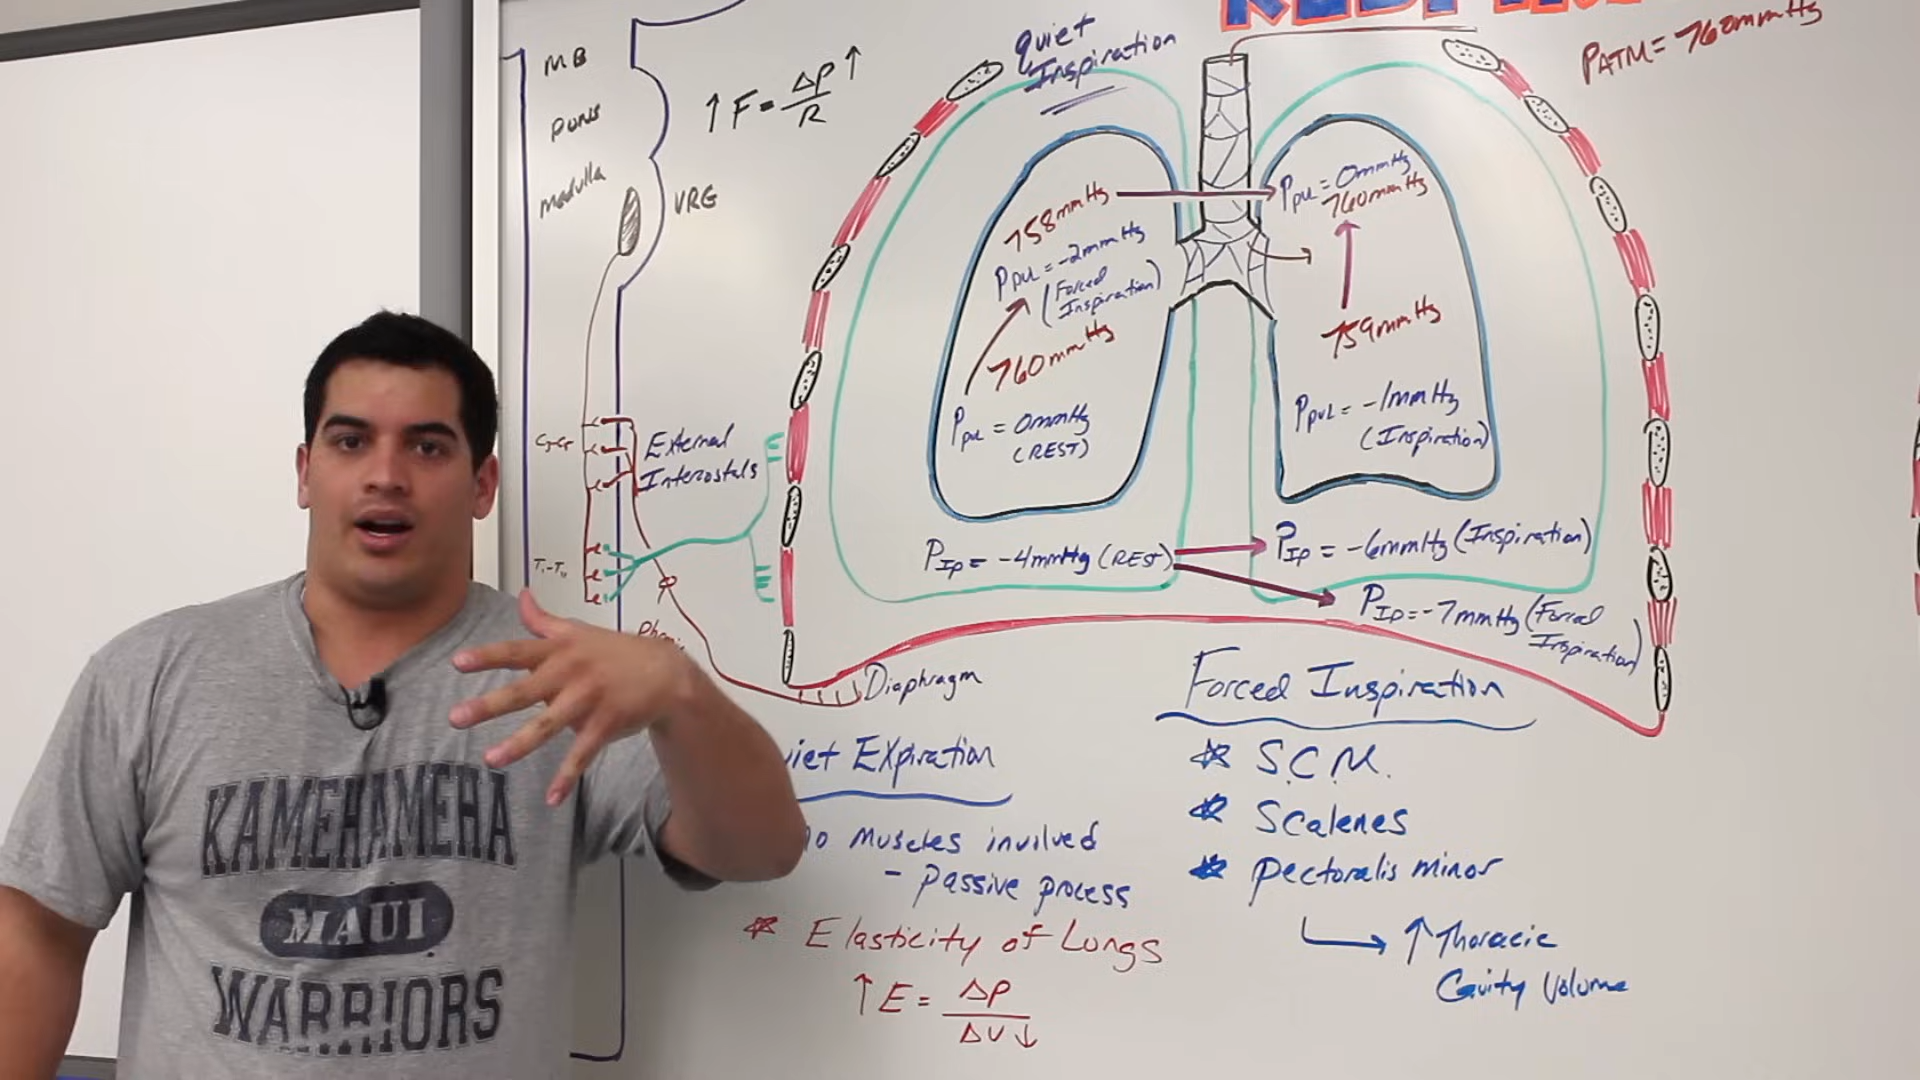 MB
Pons
Medulla
VRG
↑ F = ΔP ↑
R
Quiet
Inspiration
PATM = 760mmHg
758mmHg
PPUL = -2mmHg
(Forced
Inspiration)
760mmHg
PPUL = 0mmHg
(REST)
PPUL = 0mmHg
760mmHg
759mmHg
PPUL = -1mmHg
(Inspiration)
External
Intercostals
PIP = -4mmHg (REST)
PIP = -6mmHg (Inspiration)
PIP = -7mmHg (Forced
Inspiration)
Diaphragm
iet Expiration
no muscles involved
- passive process
* Elasticity of Lungs
↑ E = ΔP
ΔV ↓
Forced Inspiration
* S.C.M.
* Scalenes
* Pectoralis minor
↑ Thoracic
Cavity Volume
KAMEHAMEHA
MAUI
WARRIORS